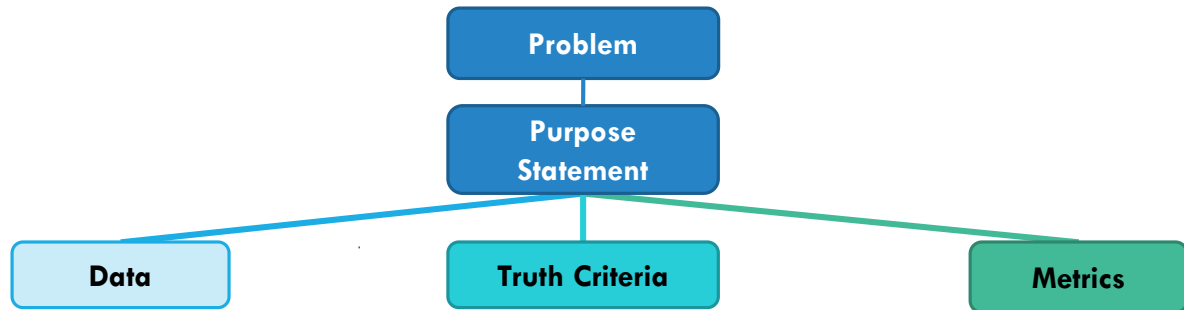 Problem
Purpose
Statement
Data
Truth Criteria
Metrics